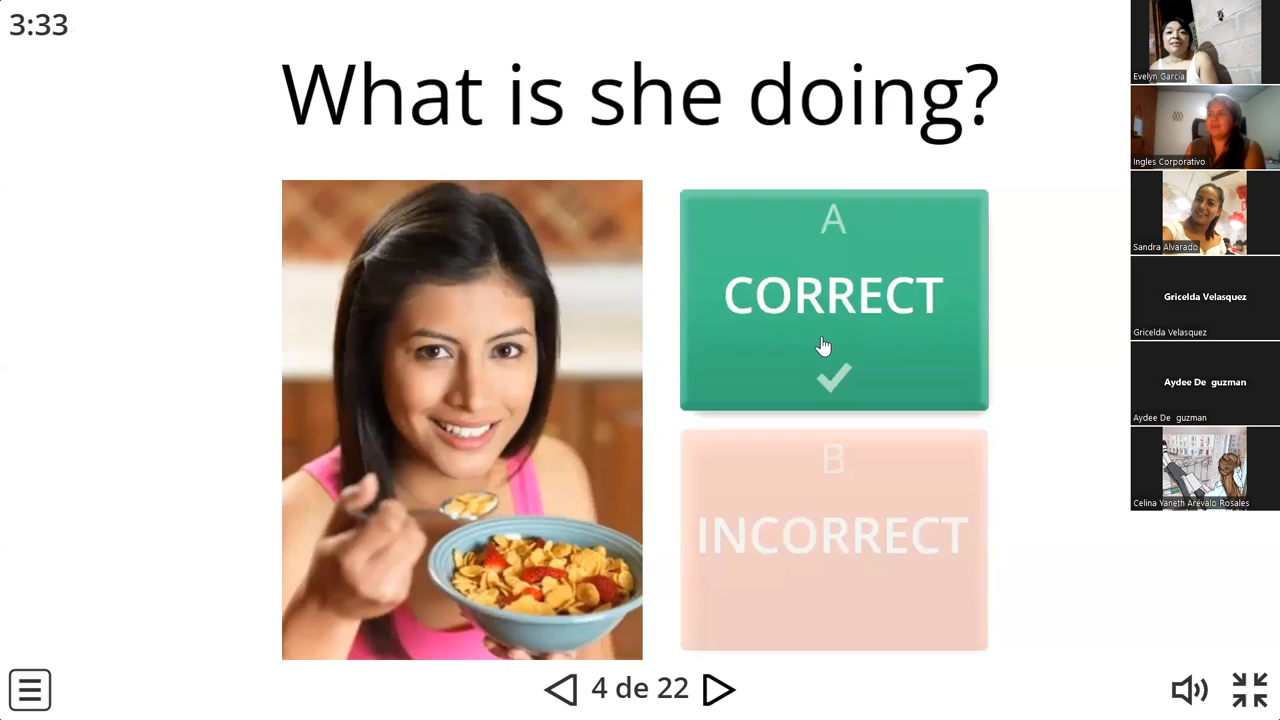 3:33
What is she doing?
A
CORRECT
B
INCORRECT
4 de 22
Evelyn Garcia
Ingles Corporativo
Sandra Alvarado
Gricelda Velasquez
Gricelda Velasquez
Aydee De guzman
Aydee De guzman
Celina Yaneth Arévalo Rosales